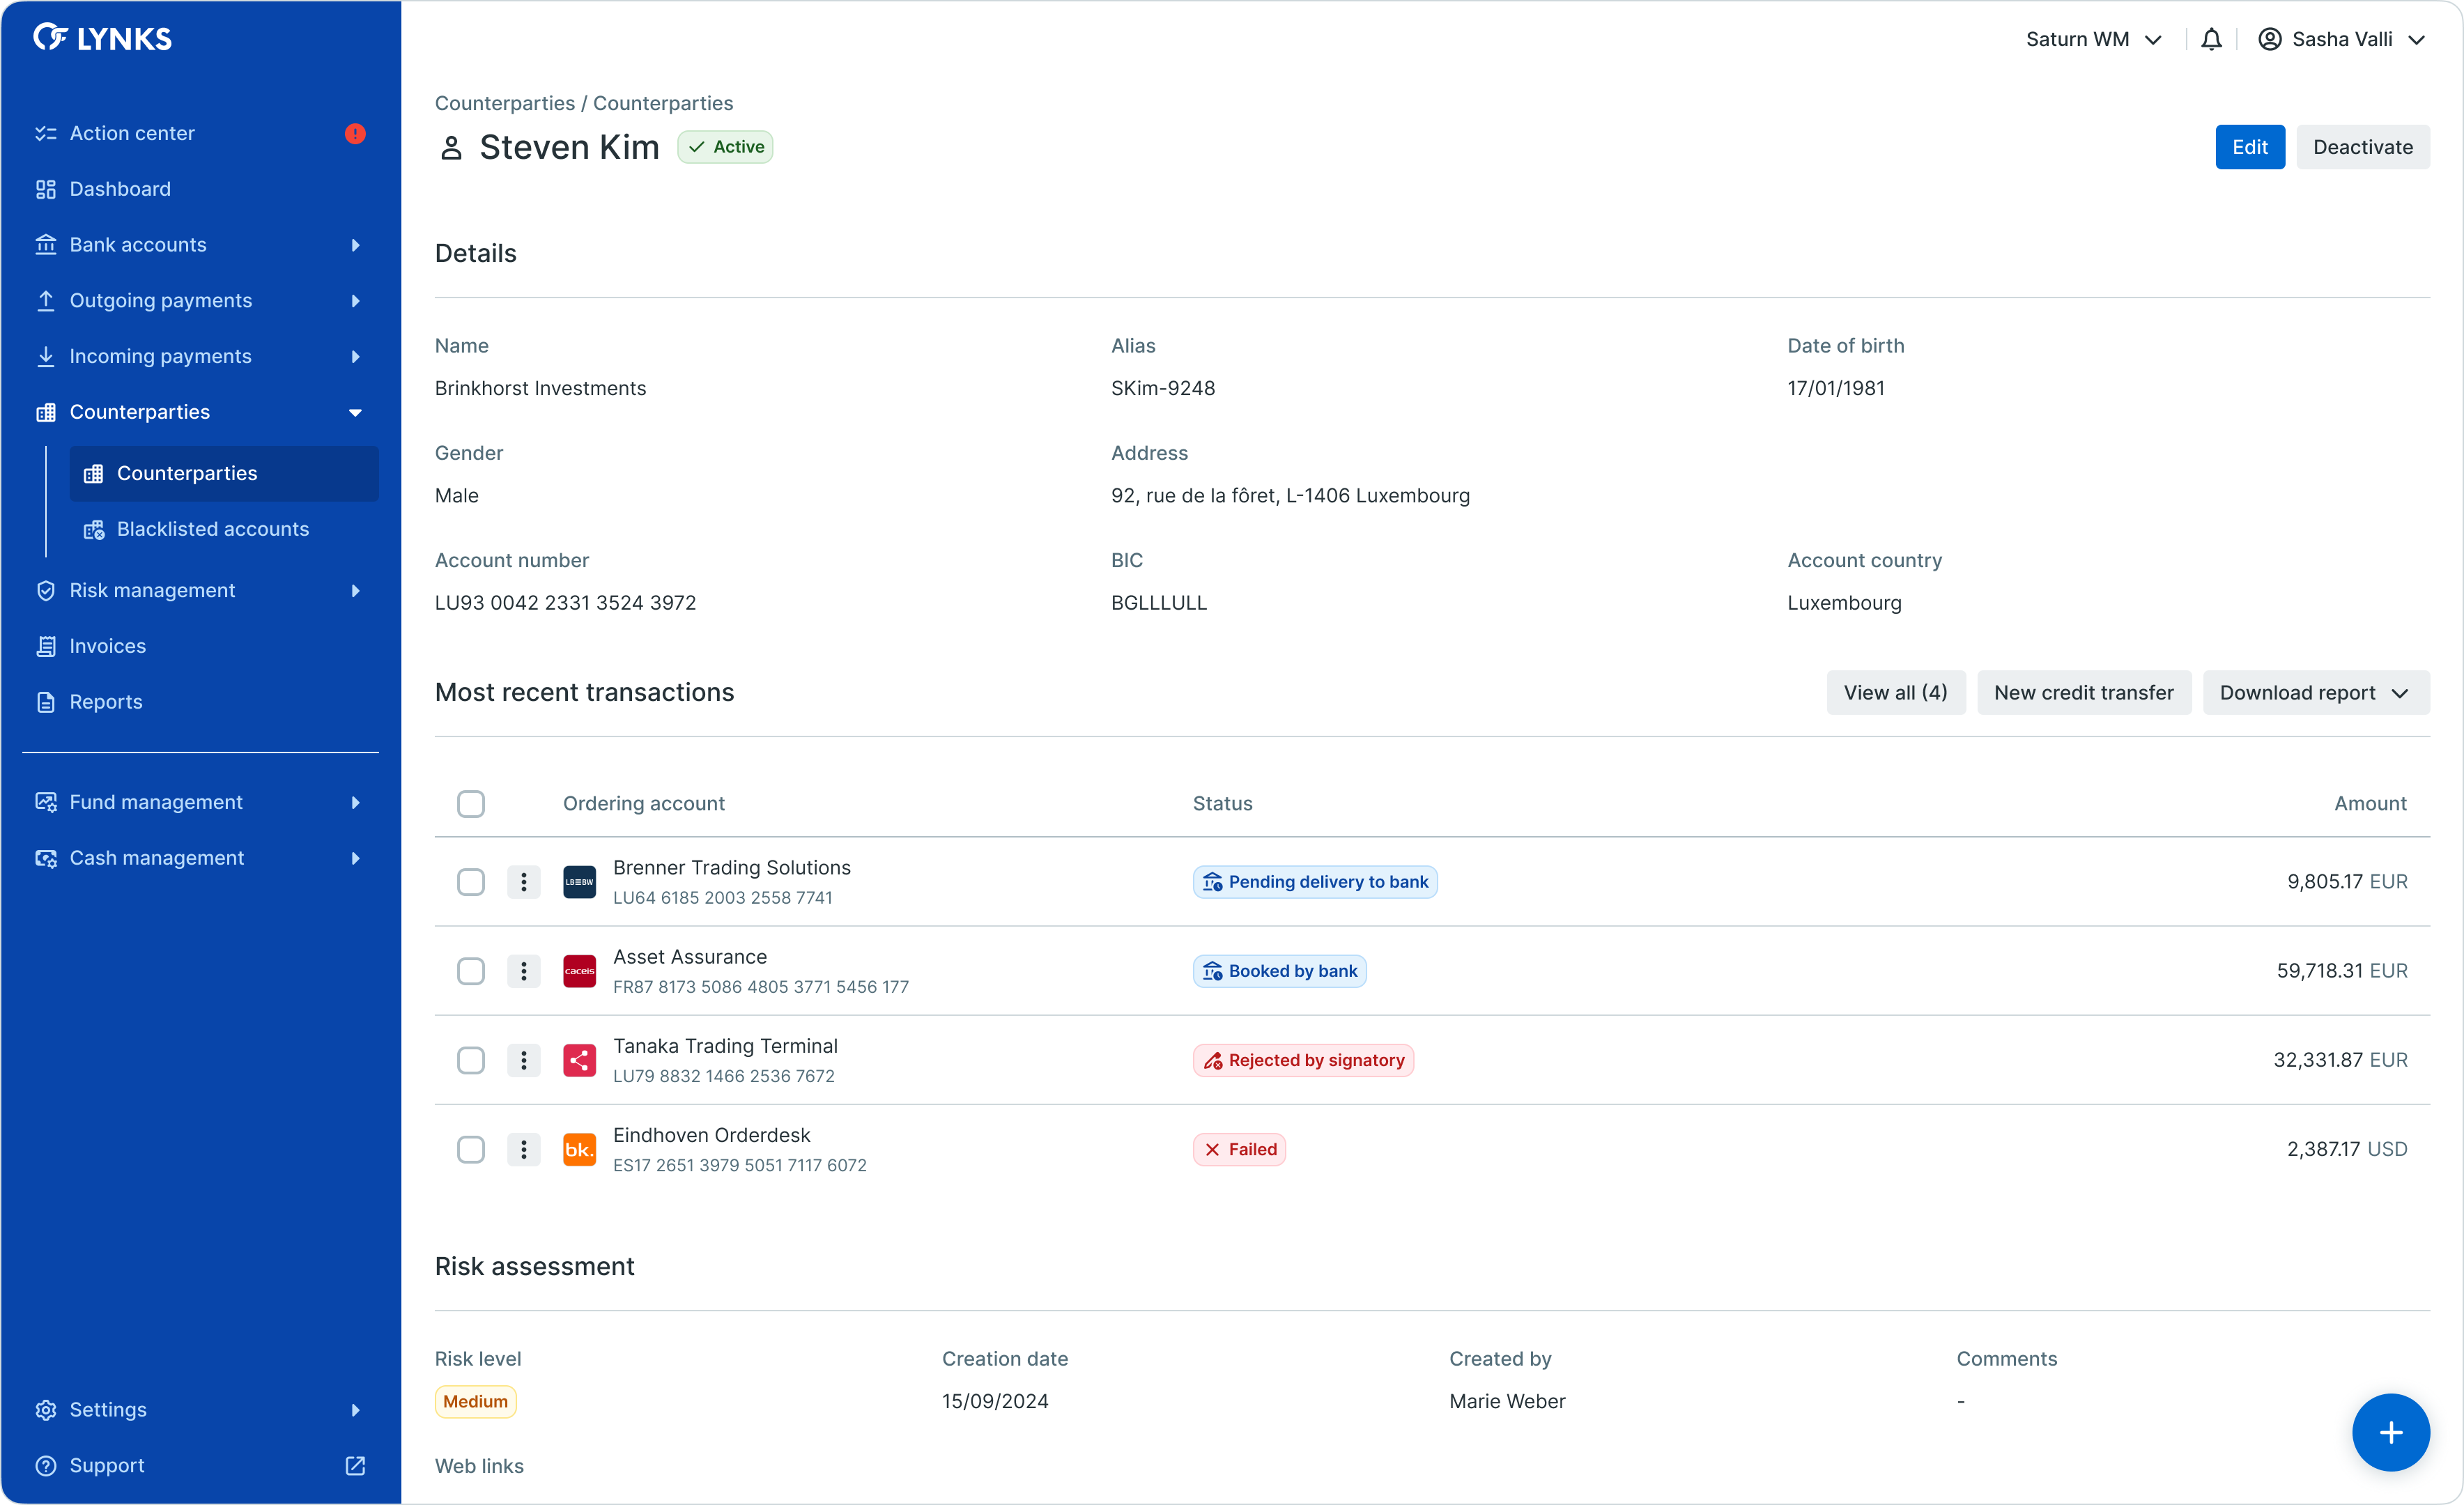 LYNKS
Saturn WM
Sasha Valli
Action center
Dashboard
Bank accounts
Outgoing payments
Incoming payments
Counterparties
Counterparties
Blacklisted accounts
Risk management
Invoices
Reports
Fund management
Cash management
Settings
Support
Counterparties / Counterparties
Steven Kim
Active
Edit
Deactivate
Details
Name
Alias
Date of birth
Brinkhorst Investments
SKim-9248
17/01/1981
Gender
Address
Male
92, rue de la fôret, L-1406 Luxembourg
Account number
BIC
Account country
LU93 0042 2331 3524 3972
BGLLLULL
Luxembourg
Most recent transactions
View all (4)
New credit transfer
Download report
Ordering account
Status
Amount
LB≡BW
Brenner Trading Solutions
LU64 6185 2003 2558 7741
Pending delivery to bank
9,805.17 EUR
caceis
Asset Assurance
FR87 8173 5086 4805 3771 5456 177
Booked by bank
59,718.31 EUR
Tanaka Trading Terminal
LU79 8832 1466 2536 7672
Rejected by signatory
32,331.87 EUR
bk.
Eindhoven Orderdesk
ES17 2651 3979 5051 7117 6072
Failed
2,387.17 USD
Risk assessment
Risk level
Creation date
Created by
Comments
Medium
15/09/2024
Marie Weber
-
Web links